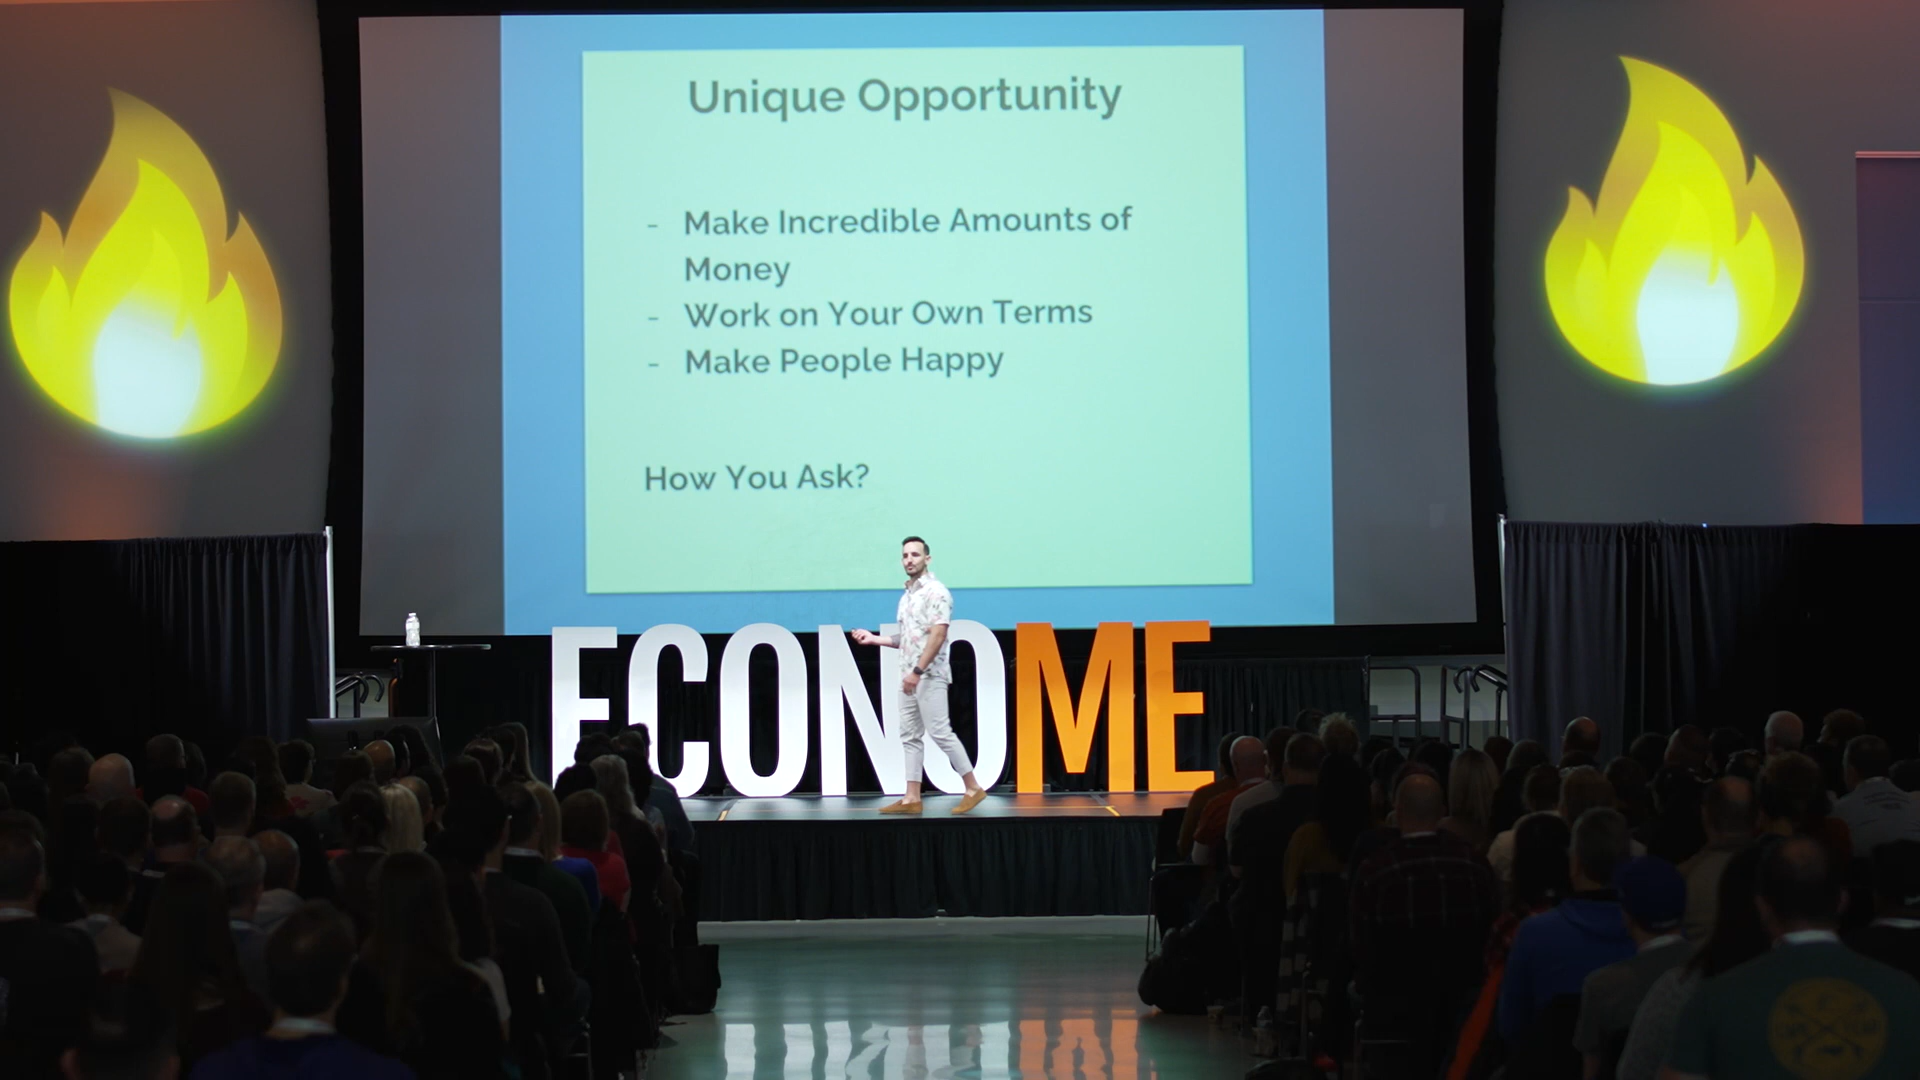 Unique Opportunity
- Make Incredible Amounts of
Money
- Work on Your Own Terms
- Make People Happy
How You Ask?
ECONOME